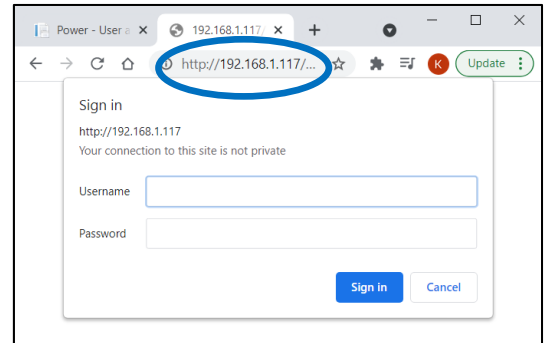 Power - User a
192.168.1.117/
http://192.168.1.117/...
K
Update
Sign in
http://192.168.1.117
Your connection to this site is not private
Username
Password
Sign in
Cancel